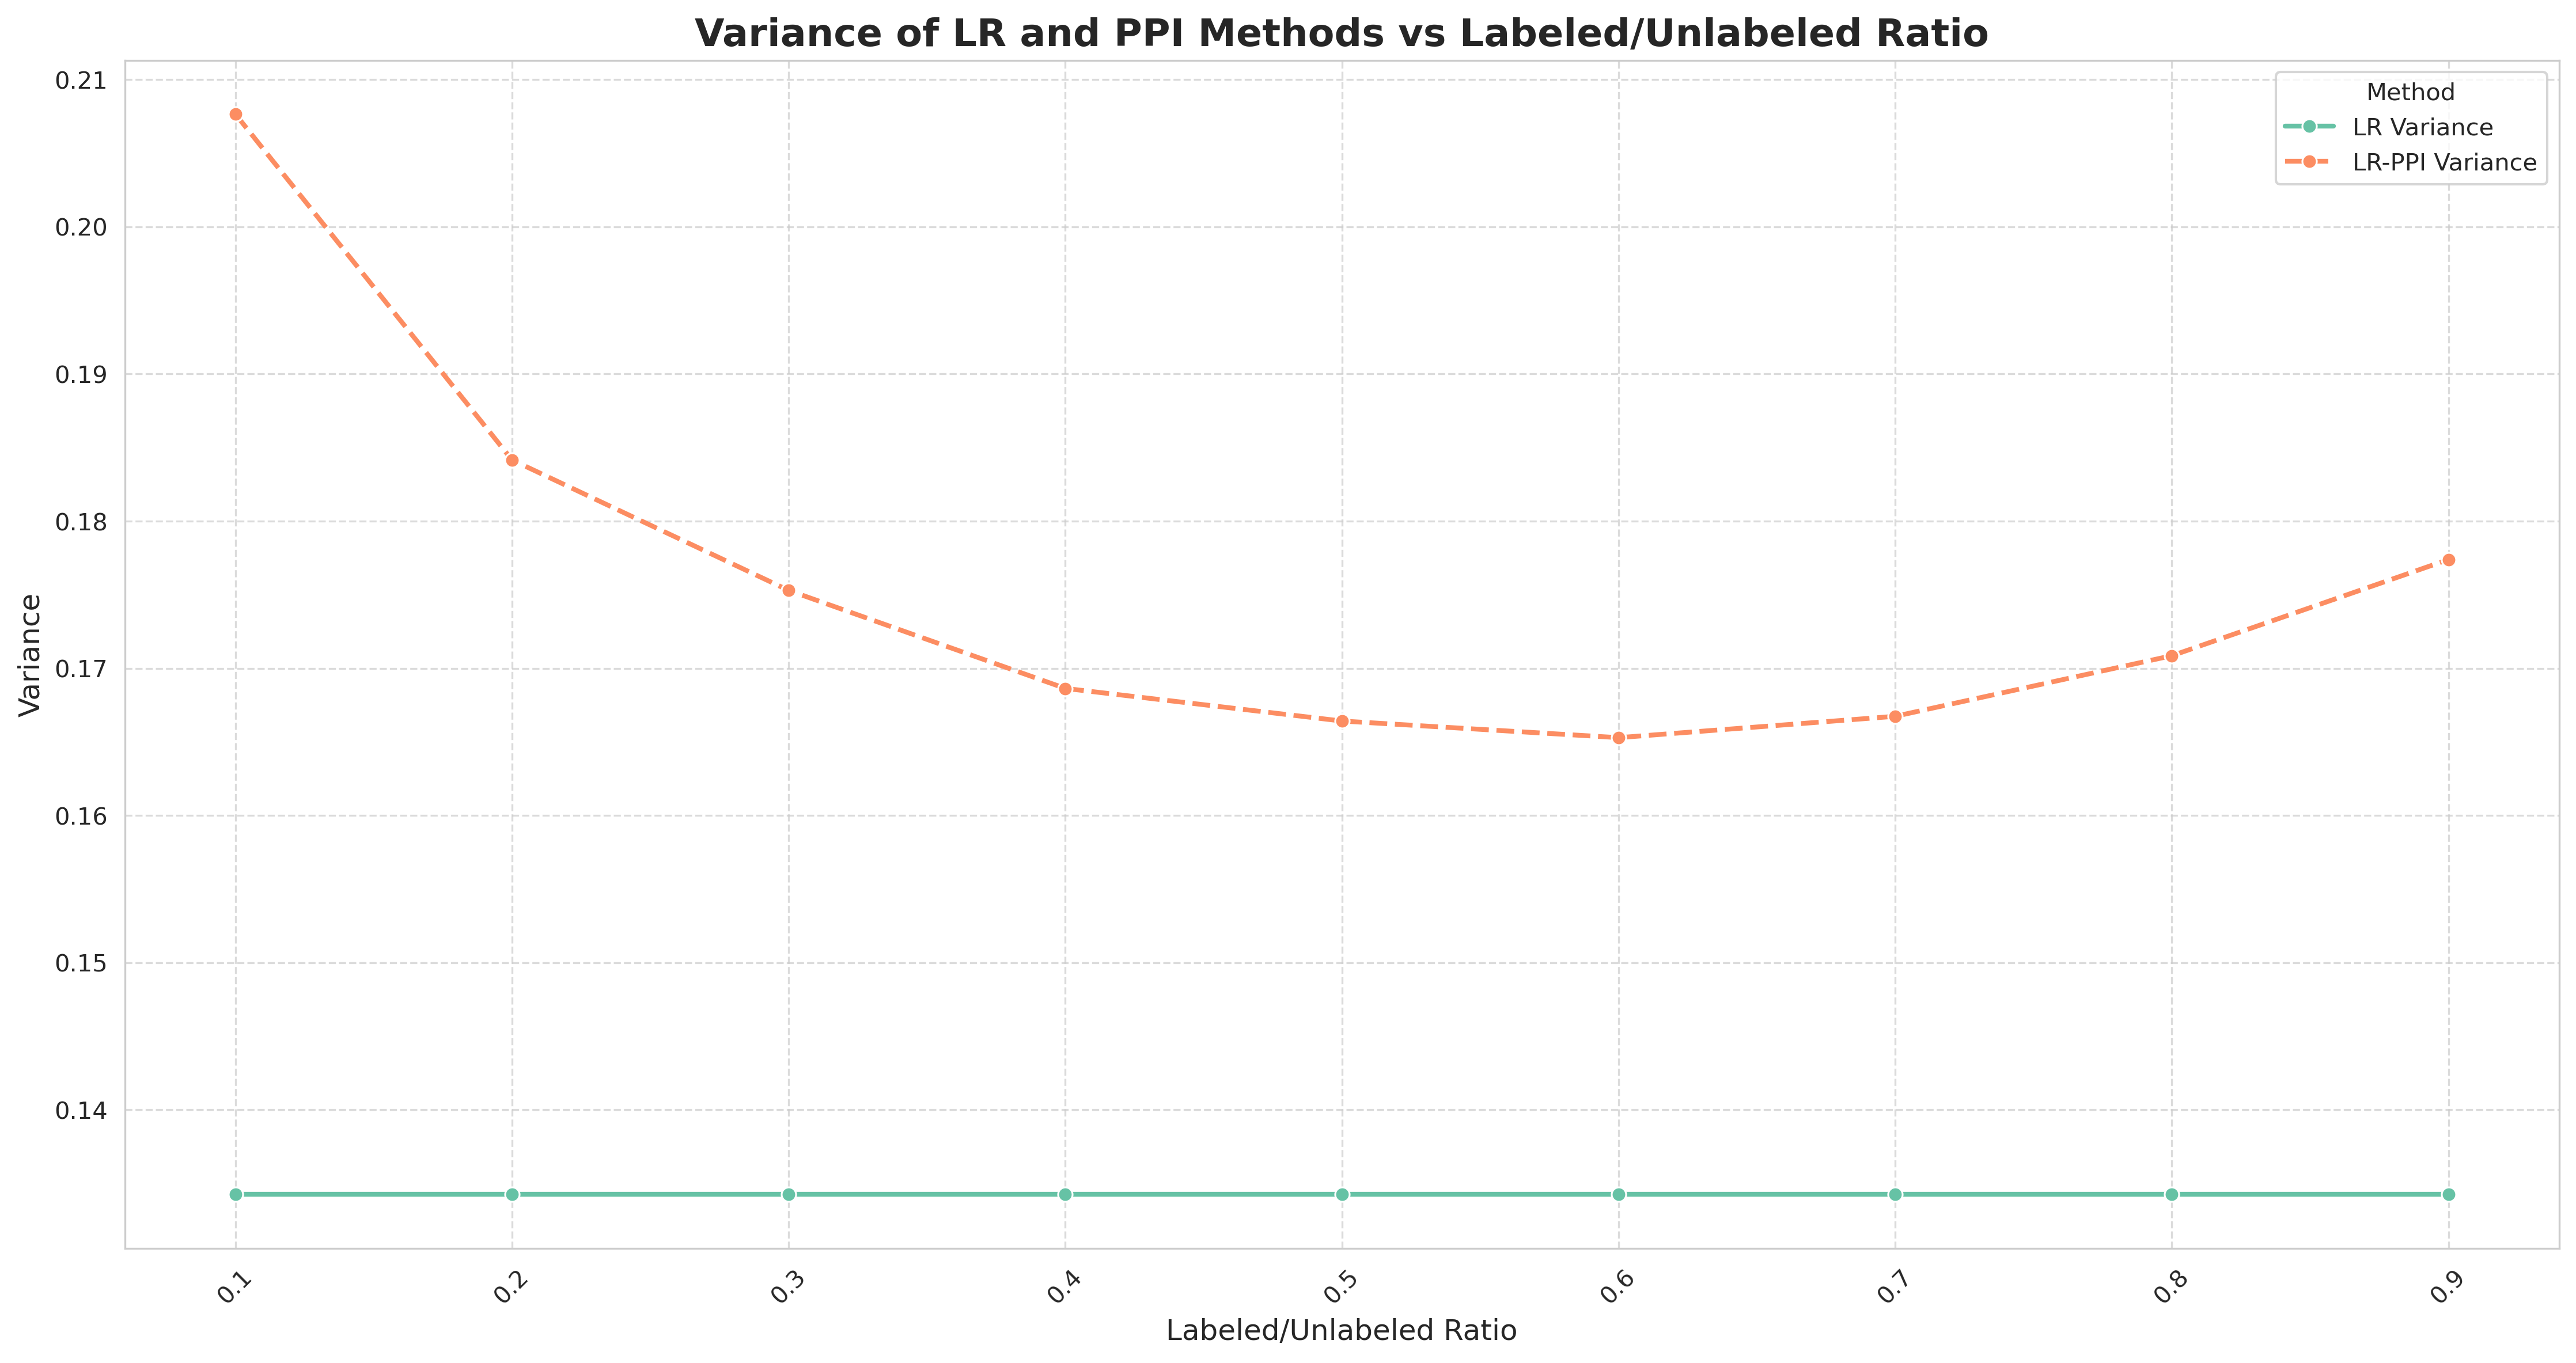 Variance of LR and PPI Methods vs Labeled/Unlabeled Ratio
Method
LR Variance
LR-PPI Variance
Variance
0.21
0.20
0.19
0.18
0.17
0.16
0.15
0.14
0.1 0.2 0.3 0.4 0.5 0.6 0.7 0.8 0.9
Labeled/Unlabeled Ratio